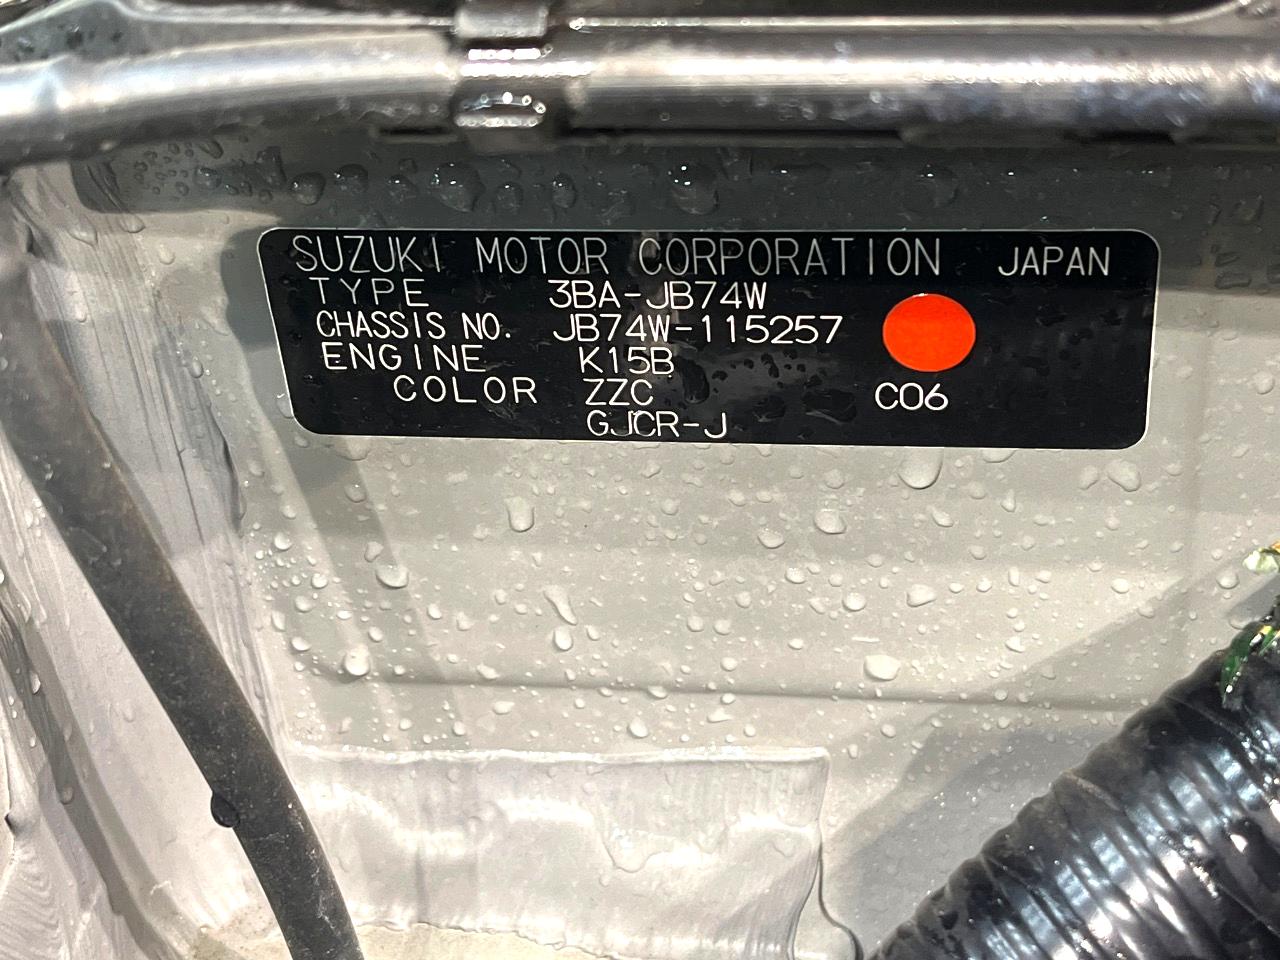 SUZUKI MOTOR CORPORATION JAPAN
TYPE 3BA-JB74W
CHASSIS NO. JB74W-115257
ENGINE K15B
COLOR ZZC C06
GJCR-J